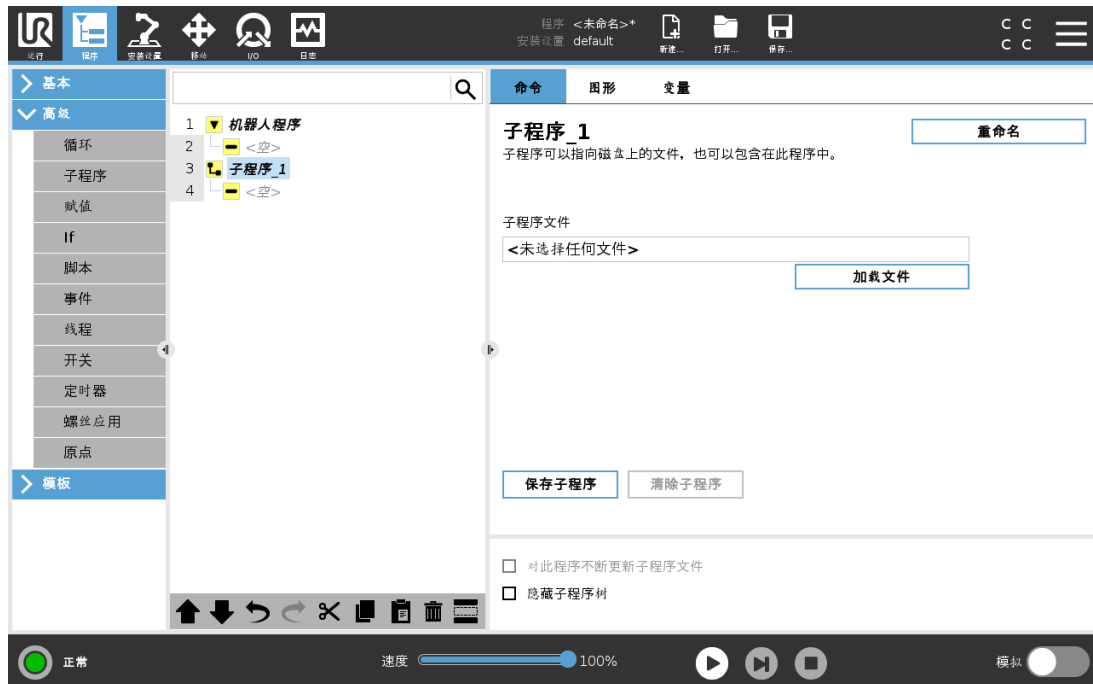 程序 <未命名>*
安装设置 default
C C
C C
运行 程序 安装设置 移动 I/O 日志 新建... 打开... 保存...
基本
高级
循环
子程序
赋值
If
脚本
事件
线程
开关
定时器
螺丝应用
原点
模板
1 机器人程序
2 <空>
3 子程序_1
4 <空>
命令 图形 变量
子程序_1 重命名
子程序可以指向磁盘上的文件，也可以包含在此程序中。
子程序文件
<未选择任何文件>
加载文件
保存子程序 清除子程序
对此程序不断更新子程序文件
隐藏子程序树
正常 速度 100% 模拟